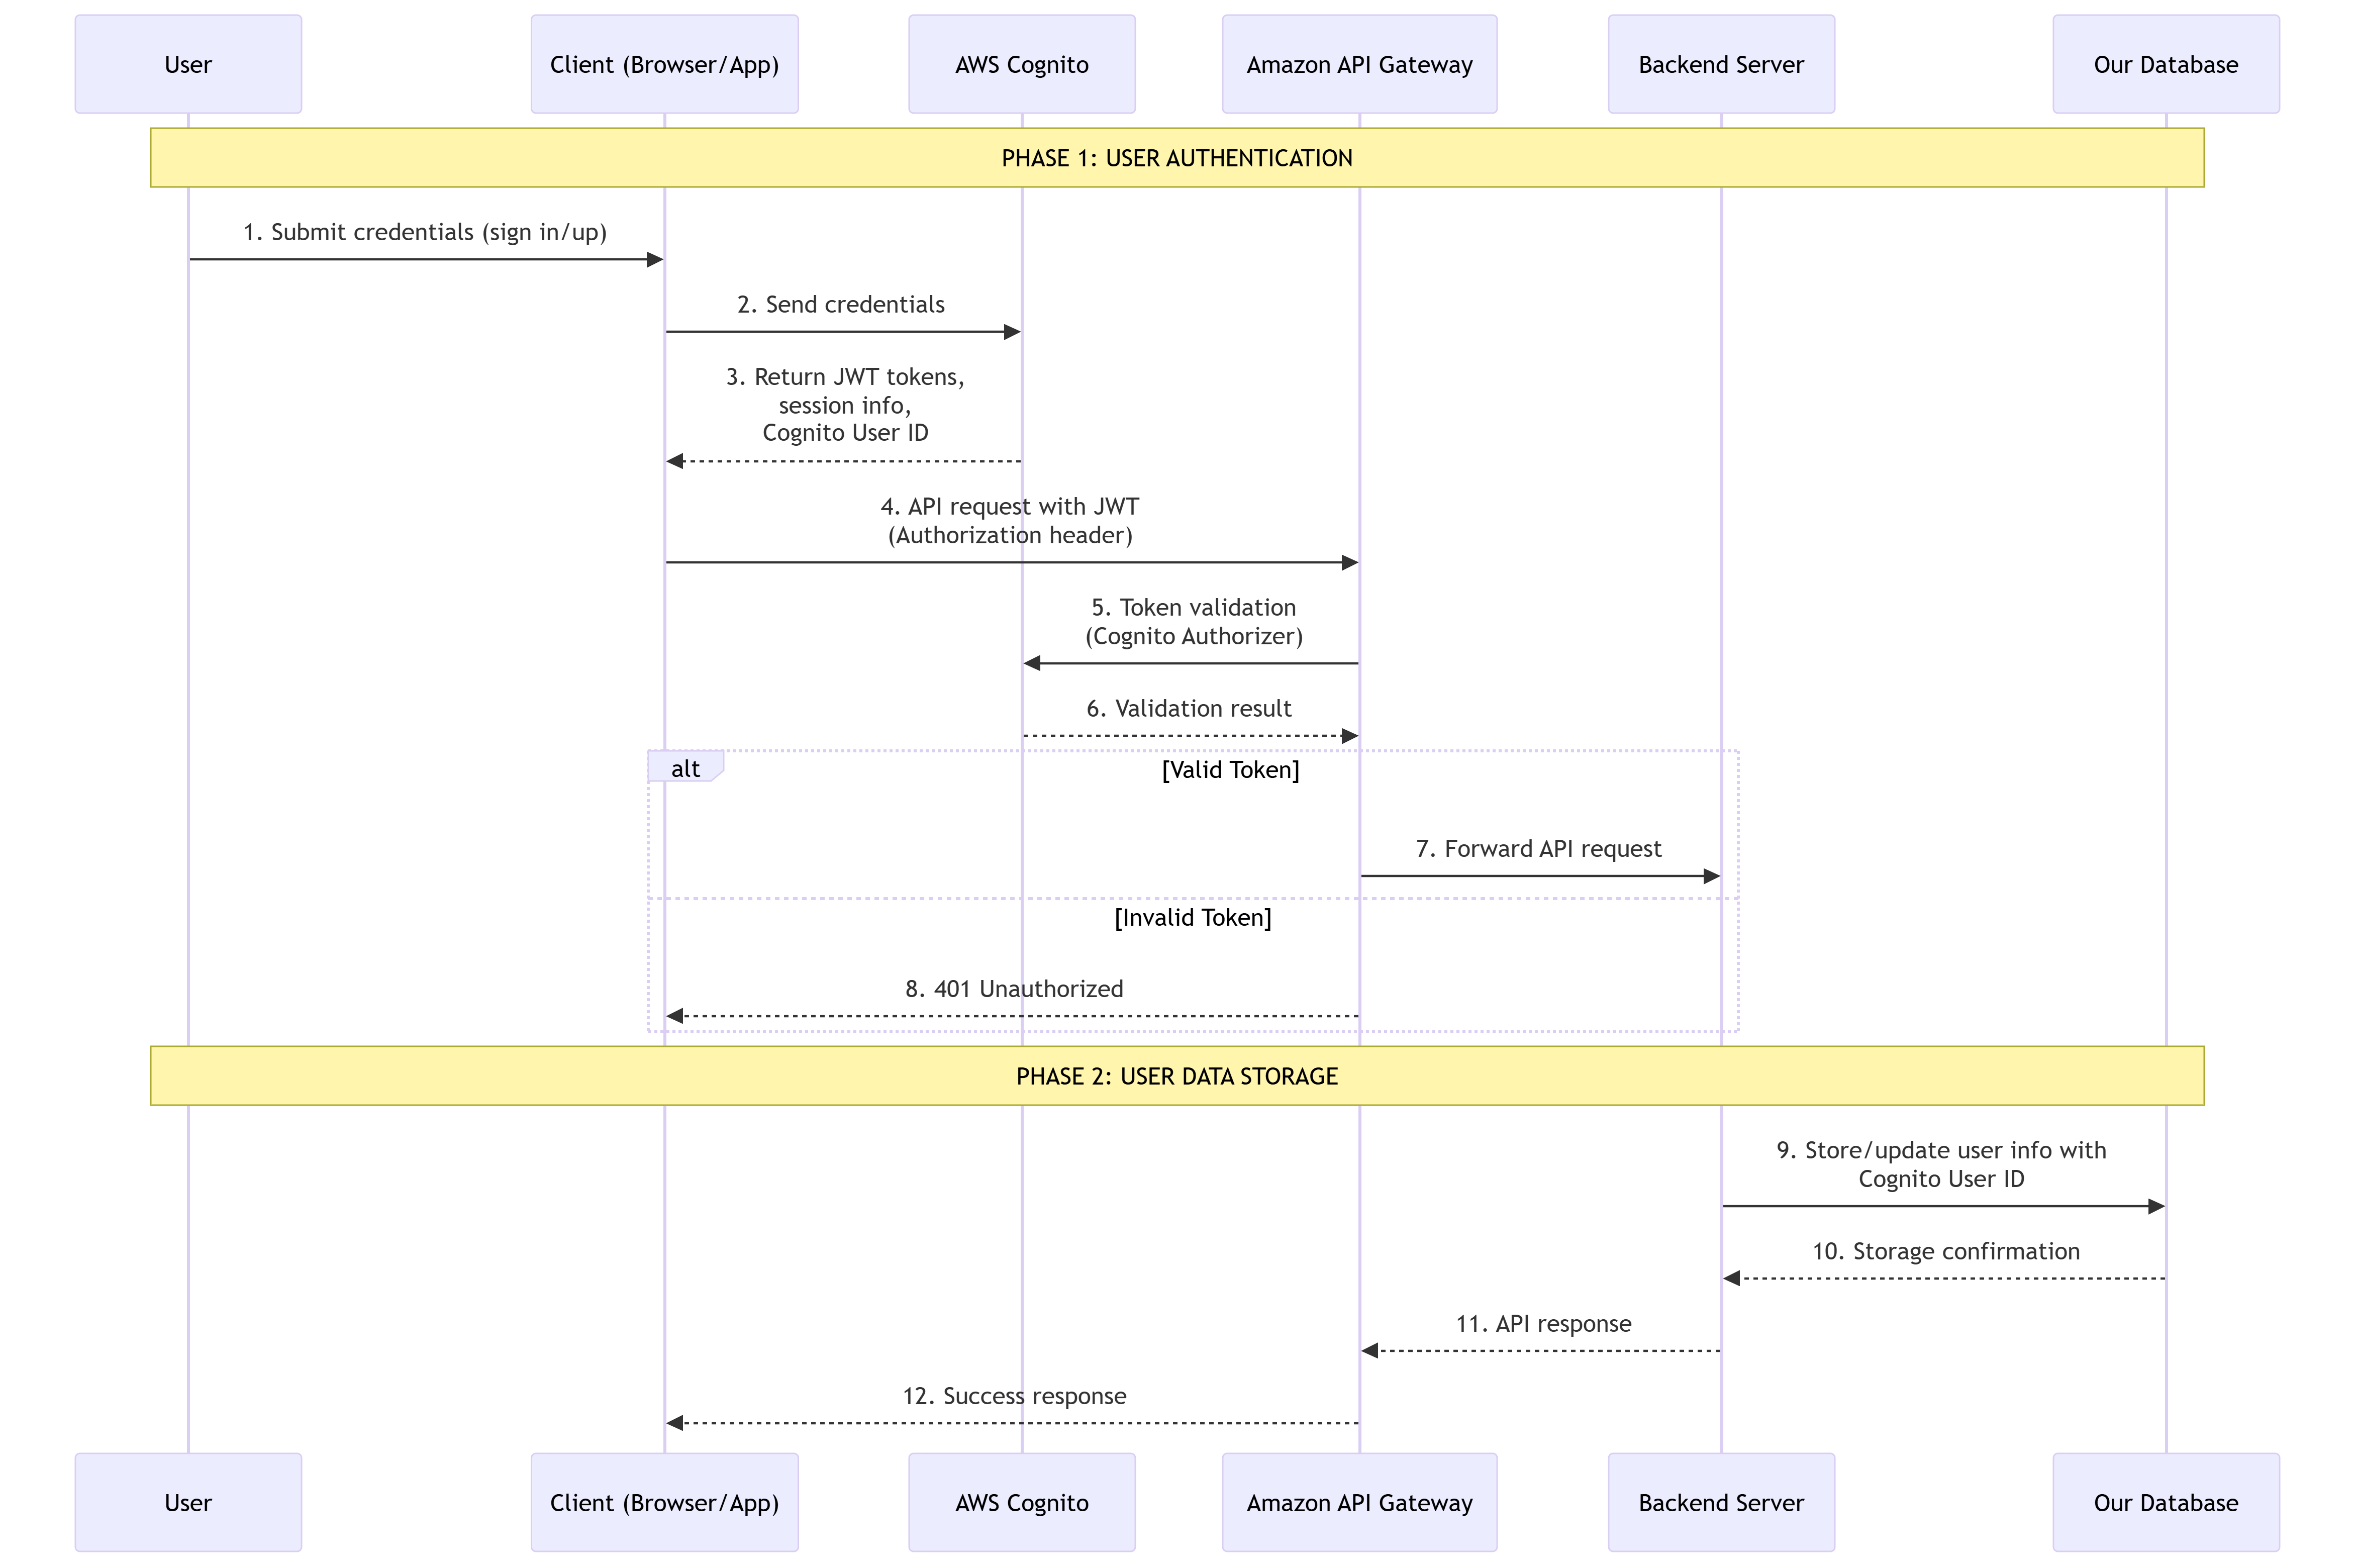 User
Client (Browser/App)
AWS Cognito
Amazon API Gateway
Backend Server
Our Database
PHASE 1: USER AUTHENTICATION
1. Submit credentials (sign in/up)
2. Send credentials
3. Return JWT tokens,
session info,
Cognito User ID
4. API request with JWT
(Authorization header)
5. Token validation
(Cognito Authorizer)
6. Validation result
alt
[Valid Token]
7. Forward API request
[Invalid Token]
8. 401 Unauthorized
PHASE 2: USER DATA STORAGE
9. Store/update user info with
Cognito User ID
10. Storage confirmation
11. API response
12. Success response
User
Client (Browser/App)
AWS Cognito
Amazon API Gateway
Backend Server
Our Database